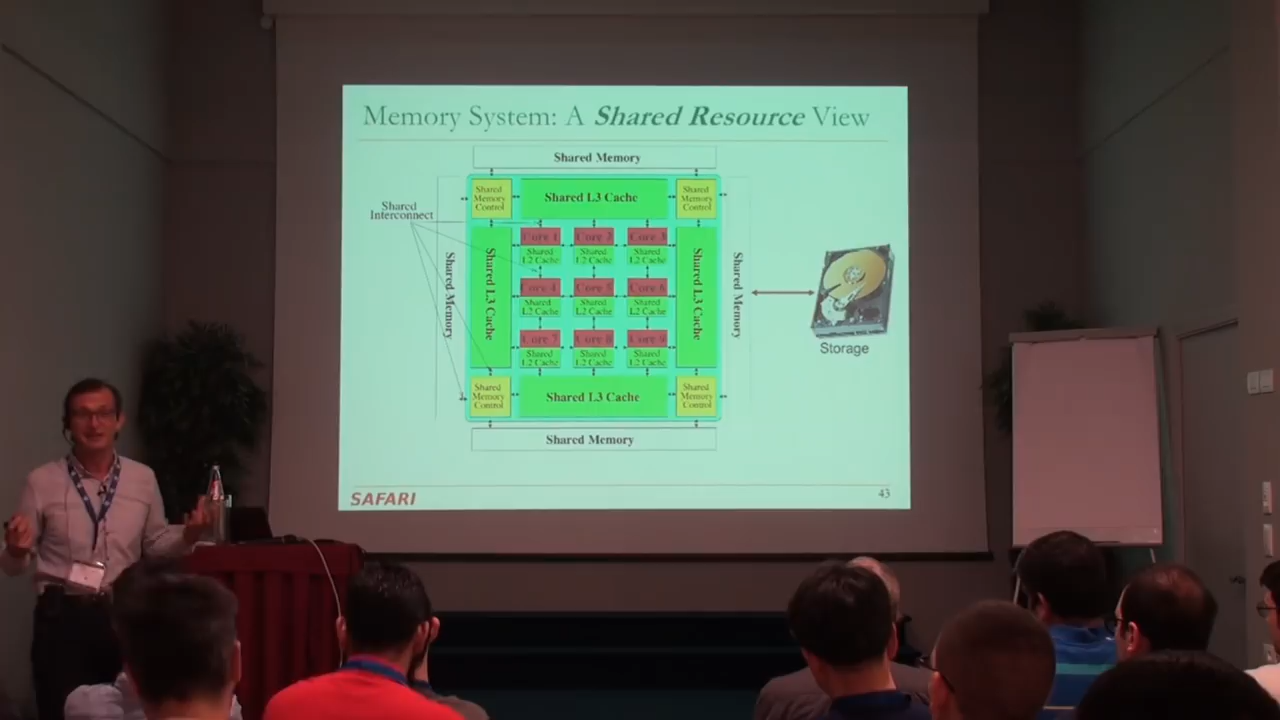 Memory System: A Shared Resource View
Shared Memory
Shared
Memory
Control
Shared L3 Cache
Shared
Memory
Control
Shared
Interconnect
Shared Memory
Shared L3 Cache
Core 1
Core 2
Core 3
Shared
L2 Cache
Shared
L2 Cache
Shared
L2 Cache
Core 4
Core 5
Core 6
Shared
L2 Cache
Shared
L2 Cache
Shared
L2 Cache
Core 7
Core 8
Core 9
Shared
L2 Cache
Shared
L2 Cache
Shared
L2 Cache
Shared L3 Cache
Shared Memory
Storage
Shared
Memory
Control
Shared L3 Cache
Shared
Memory
Control
Shared Memory
SAFARI
43